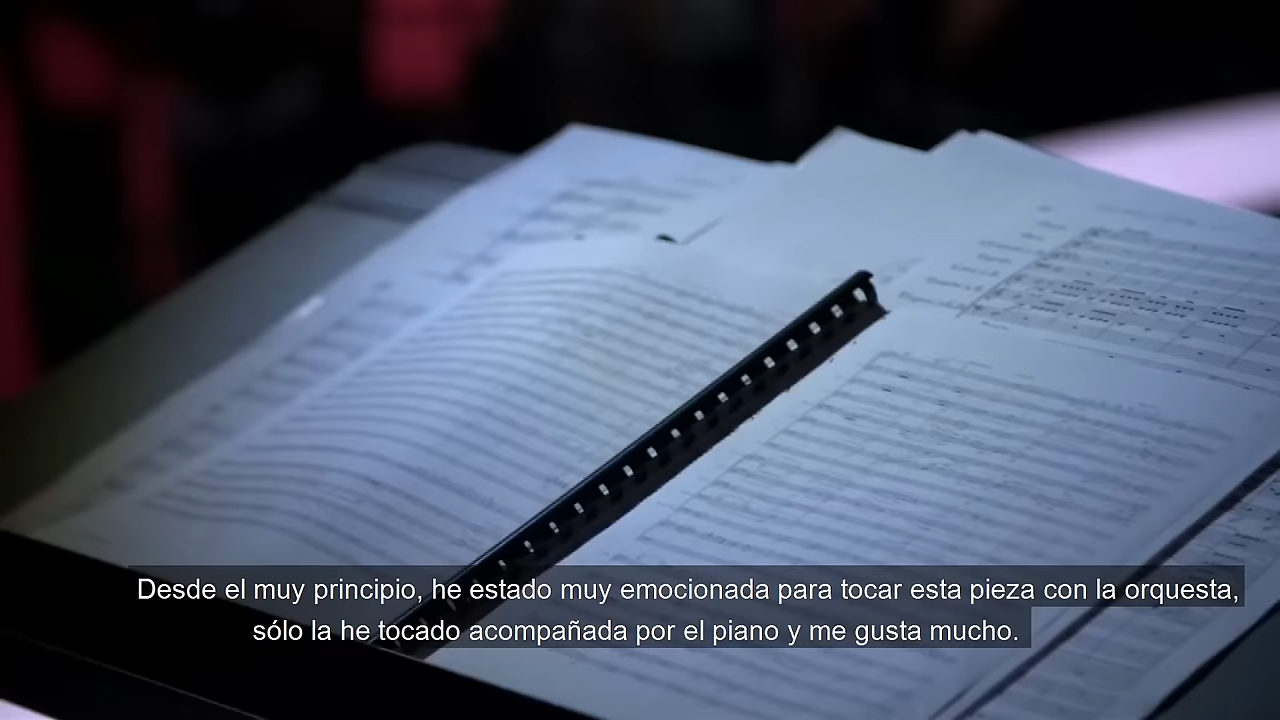 Desde el muy principio, he estado muy emocionada para tocar esta pieza con la orquesta,
sólo la he tocado acompañada por el piano y me gusta mucho.